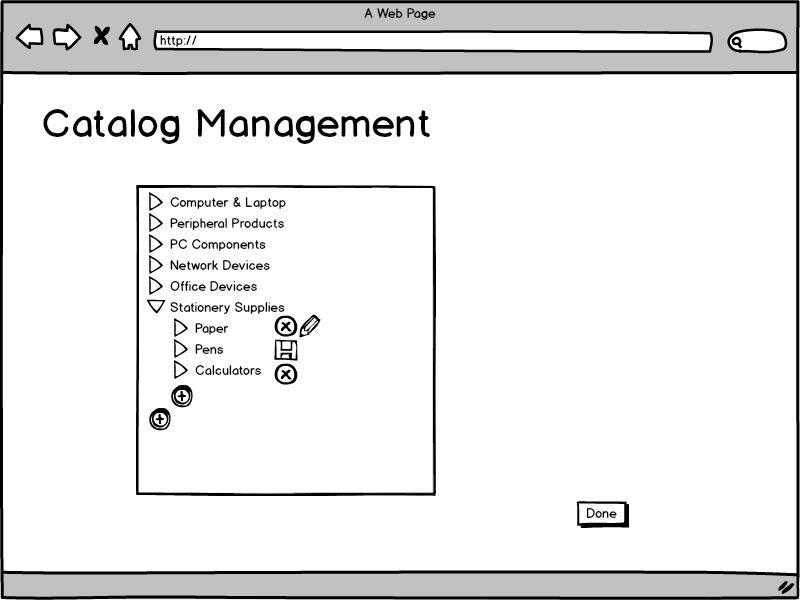 A Web Page
http://
Catalog Management
Computer & Laptop
Peripheral Products
PC Components
Network Devices
Office Devices
Stationery Supplies
Paper
Pens
Calculators
Done